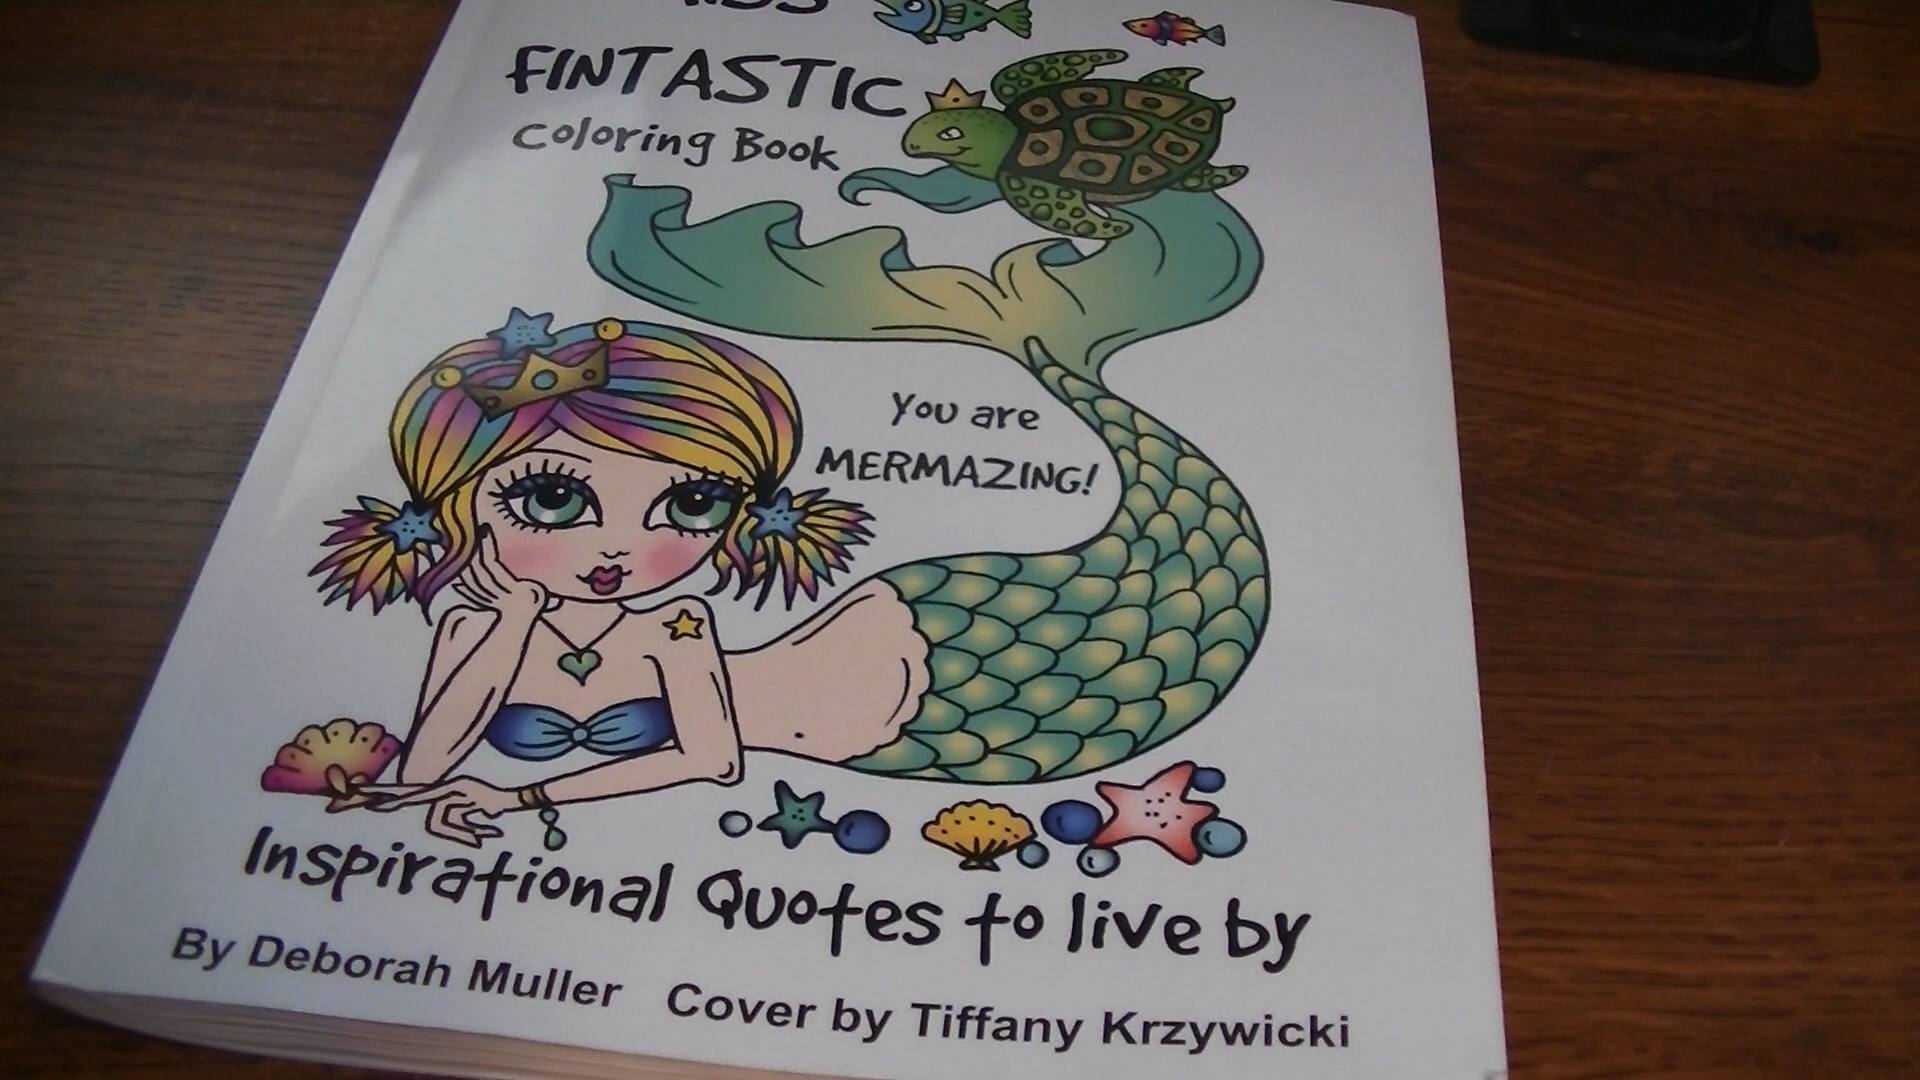 FINTASTIC
Coloring Book
You are
MERMAZING!
Inspirational Quotes to live by
By Deborah Muller Cover by Tiffany Krzywicki